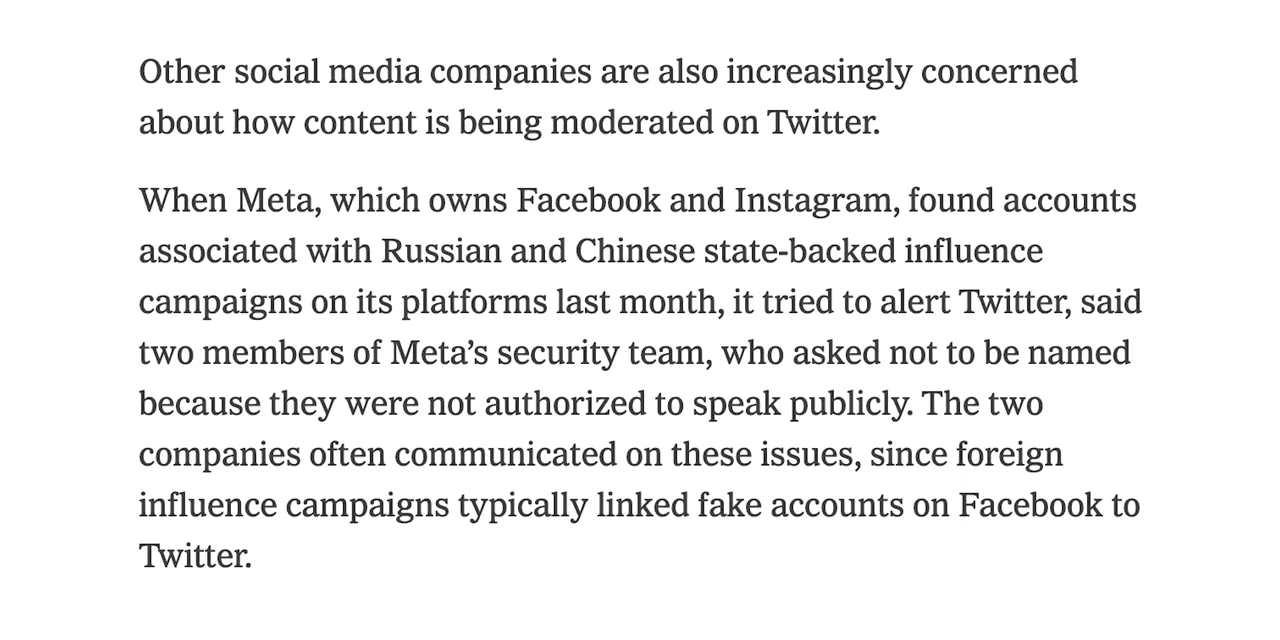 Other social media companies are also increasingly concerned
about how content is being moderated on Twitter.
When Meta, which owns Facebook and Instagram, found accounts
associated with Russian and Chinese state-backed influence
campaigns on its platforms last month, it tried to alert Twitter, said
two members of Meta’s security team, who asked not to be named
because they were not authorized to speak publicly. The two
companies often communicated on these issues, since foreign
influence campaigns typically linked fake accounts on Facebook to
Twitter.